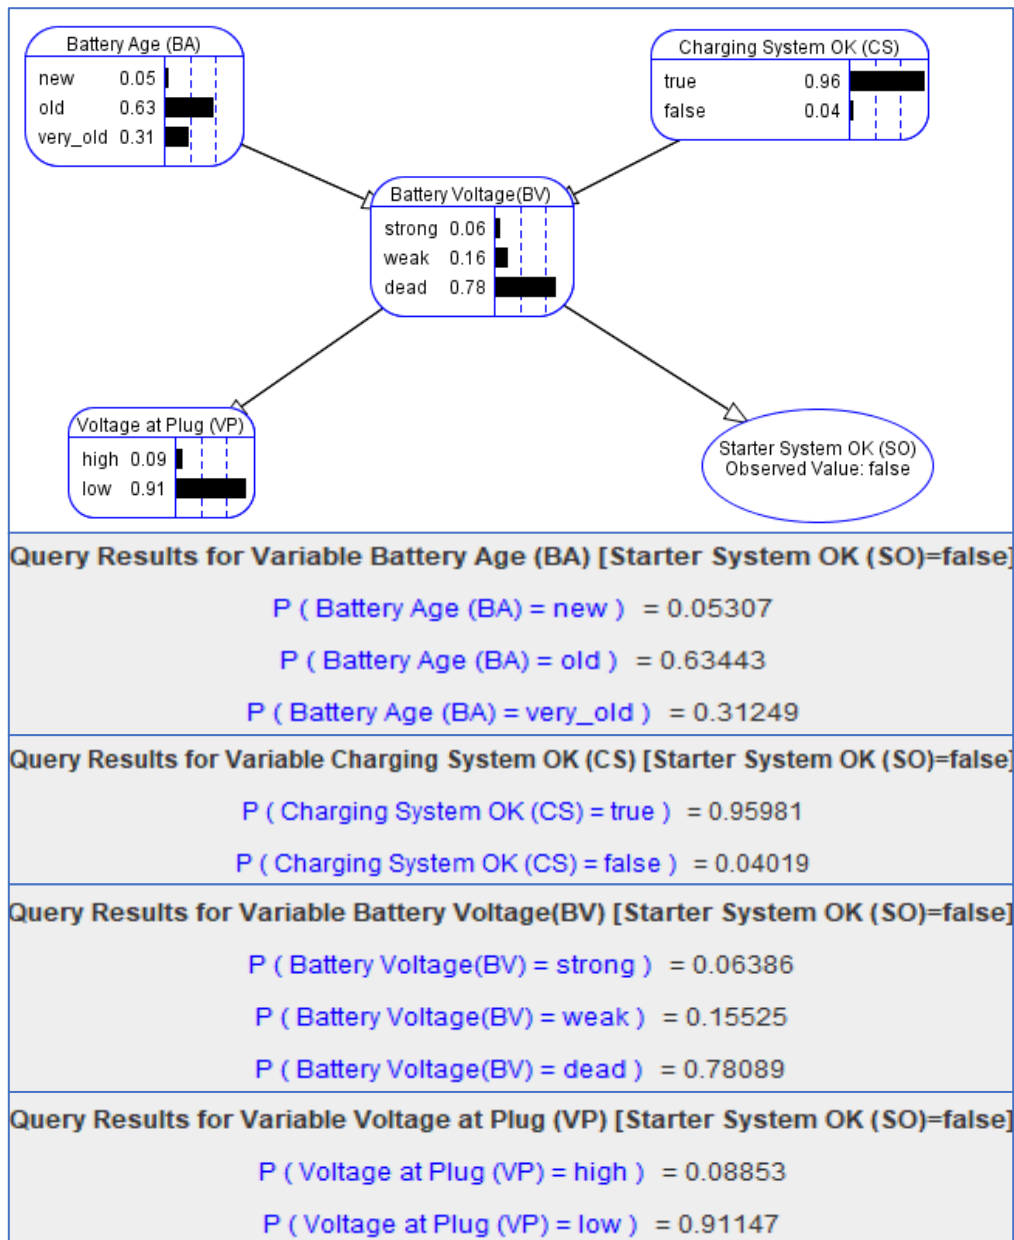 Battery Age (BA)
new 0.05
old 0.63
very_old 0.31
Charging System OK (CS)
true 0.96
false 0.04
Battery Voltage(BV)
strong 0.06
weak 0.16
dead 0.78
Voltage at Plug (VP)
high 0.09
low 0.91
Starter System OK (SO)
Observed Value: false
Query Results for Variable Battery Age (BA) [Starter System OK (SO)=false]
P ( Battery Age (BA) = new ) = 0.05307
P ( Battery Age (BA) = old ) = 0.63443
P ( Battery Age (BA) = very_old ) = 0.31249
Query Results for Variable Charging System OK (CS) [Starter System OK (SO)=false]
P ( Charging System OK (CS) = true ) = 0.95981
P ( Charging System OK (CS) = false ) = 0.04019
Query Results for Variable Battery Voltage(BV) [Starter System OK (SO)=false]
P ( Battery Voltage(BV) = strong ) = 0.06386
P ( Battery Voltage(BV) = weak ) = 0.15525
P ( Battery Voltage(BV) = dead ) = 0.78089
Query Results for Variable Voltage at Plug (VP) [Starter System OK (SO)=false]
P ( Voltage at Plug (VP) = high ) = 0.08853
P ( Voltage at Plug (VP) = low ) = 0.91147